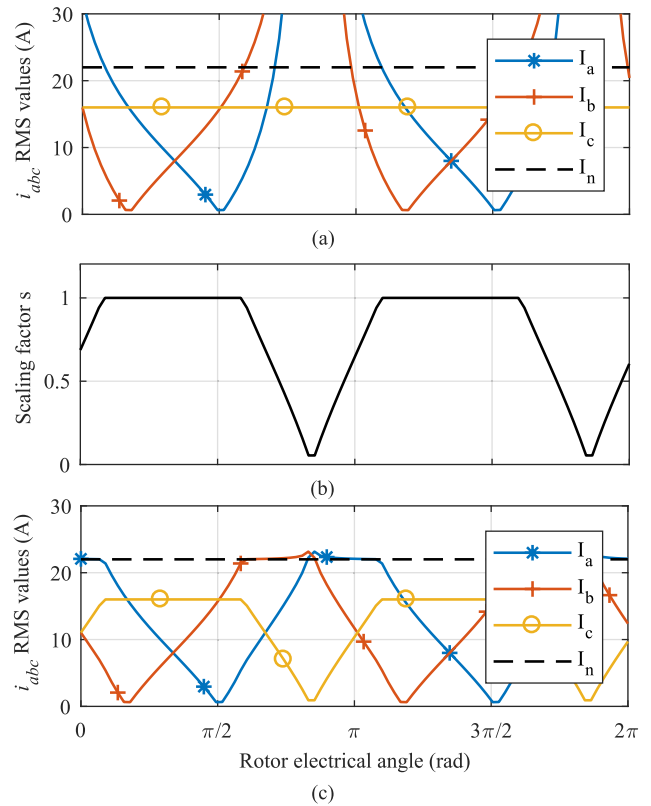 30
20
10
0
i_abc RMS values (A)
I_a
I_b
I_c
I_n
(a)
1
0.5
0
Scaling factor s
(b)
30
20
10
0
i_abc RMS values (A)
I_a
I_b
I_c
I_n
0 π/2 π 3π/2 2π
Rotor electrical angle (rad)
(c)